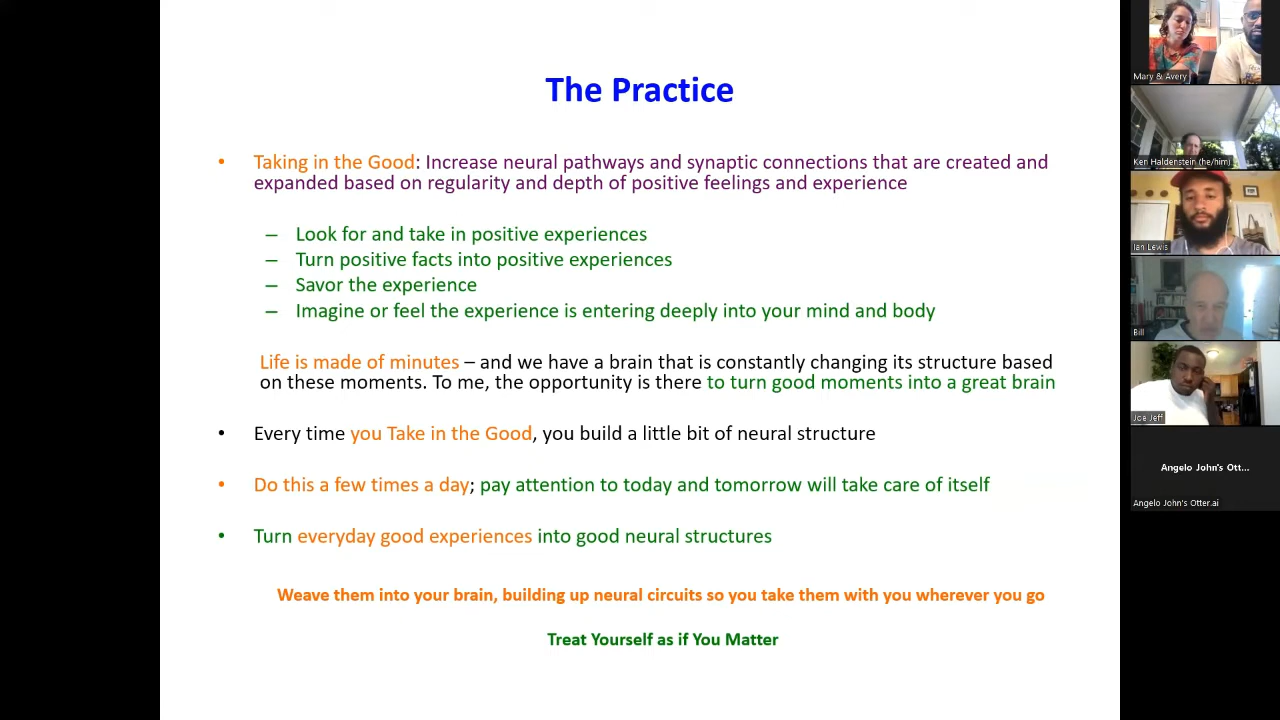 The Practice
• Taking in the Good: Increase neural pathways and synaptic connections that are created and
expanded based on regularity and depth of positive feelings and experience
– Look for and take in positive experiences
– Turn positive facts into positive experiences
– Savor the experience
– Imagine or feel the experience is entering deeply into your mind and body
Life is made of minutes – and we have a brain that is constantly changing its structure based
on these moments. To me, the opportunity is there to turn good moments into a great brain
• Every time you Take in the Good, you build a little bit of neural structure
• Do this a few times a day; pay attention to today and tomorrow will take care of itself
• Turn everyday good experiences into good neural structures
Weave them into your brain, building up neural circuits so you take them with you wherever you go
Treat Yourself as if You Matter
Mary & Avery
Ken Haldenstein (he/him)
Ian Lewis
Bill
Joe Jeff
Angelo John's Ott...
Angelo John's Otter.ai